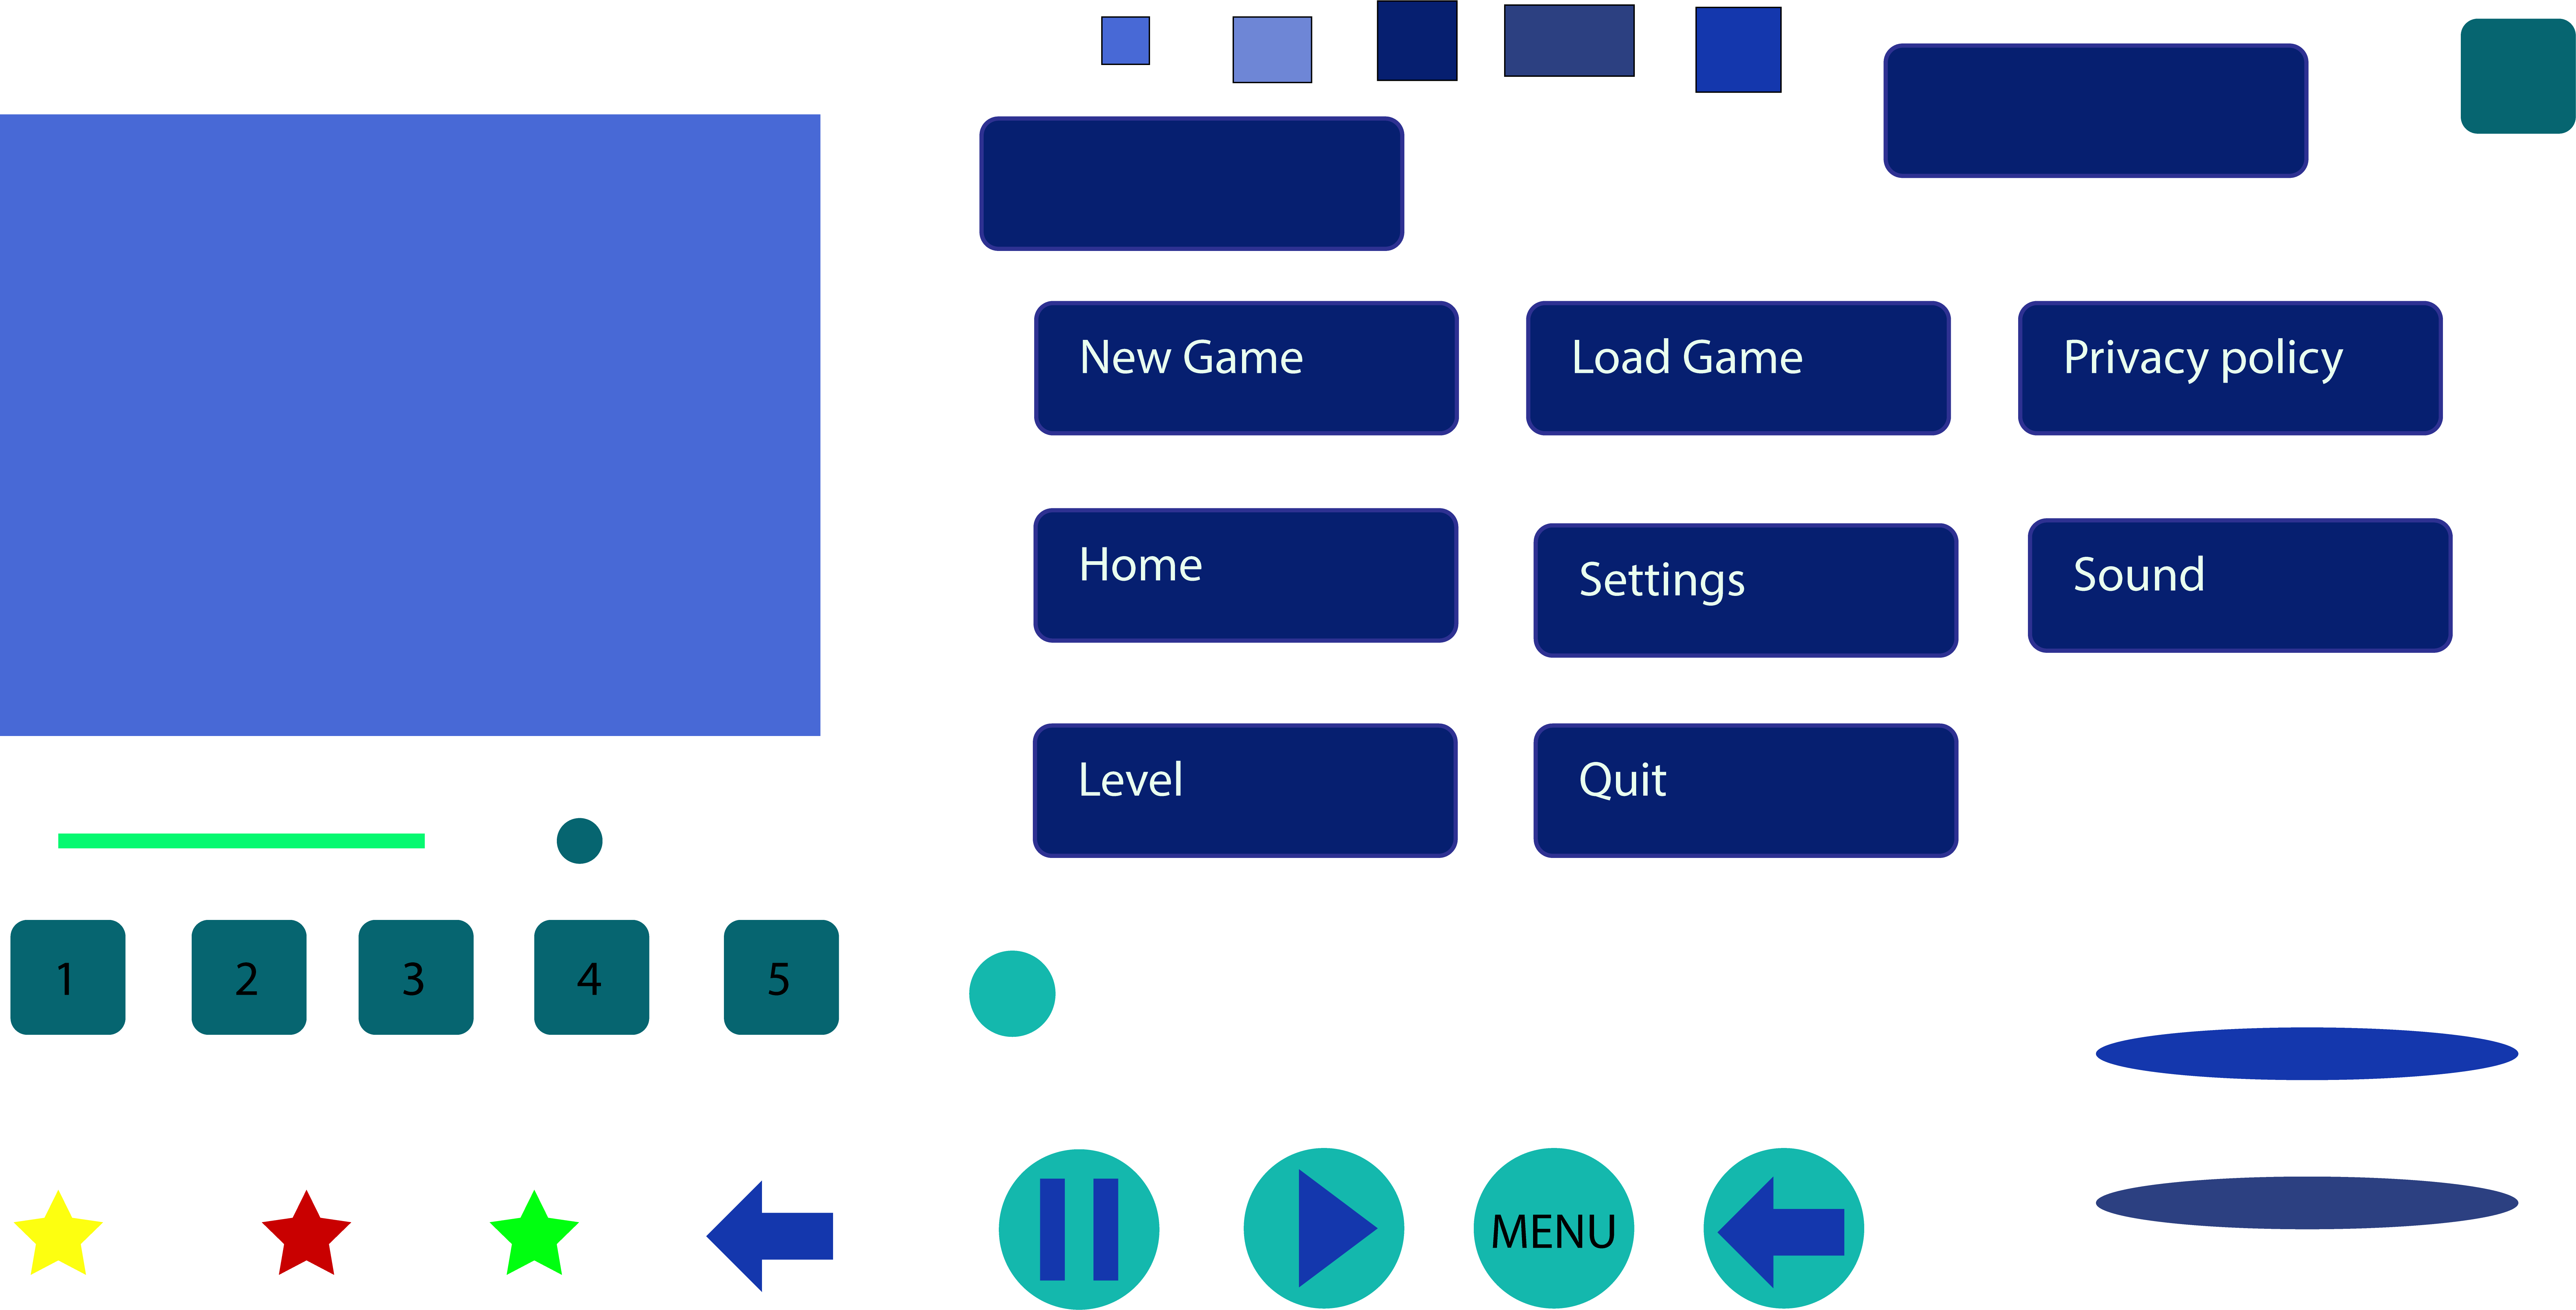 New Game
Load Game
Privacy policy
Home
Settings
Sound
Level
Quit
1
2
3
4
5
MENU